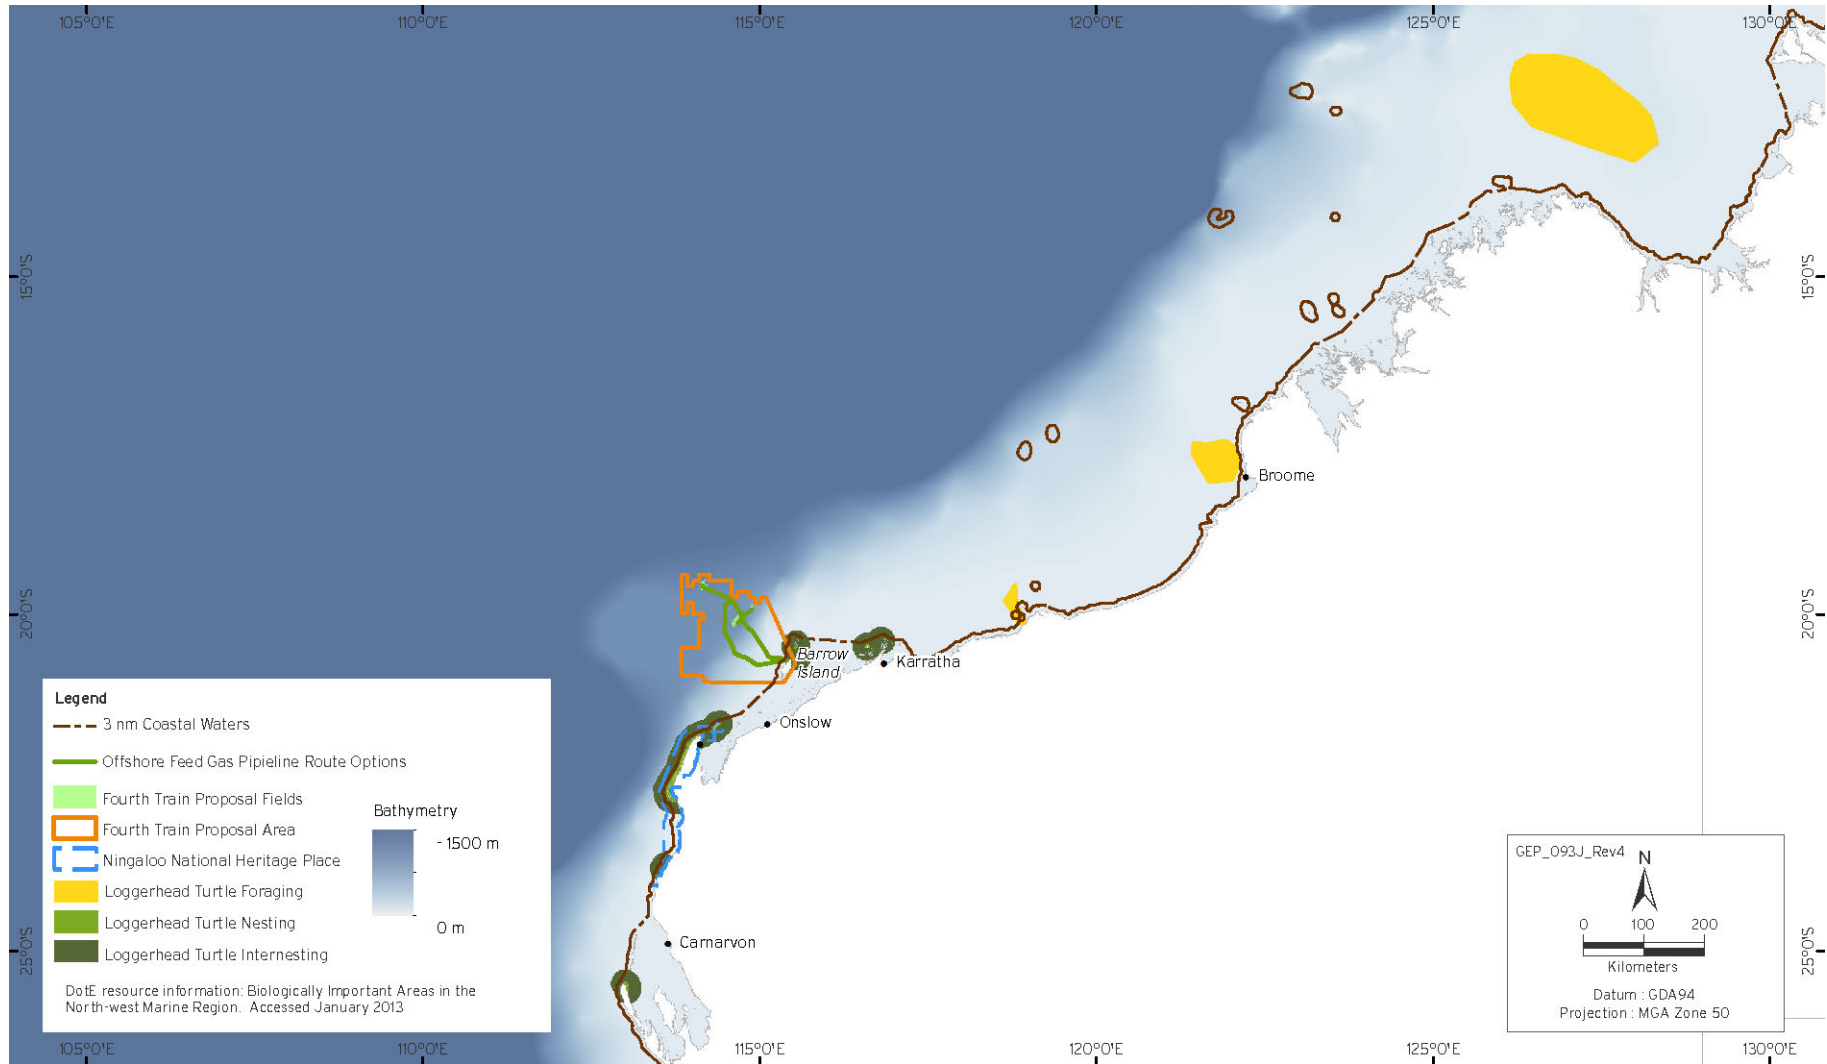 105°0'E
110°0'E
115°0'E
120°0'E
125°0'E
130°0'E
15°0'S
15°0'S
Broome
20°0'S
20°0'S
Barrow
Island
Karratha
Onslow
Legend
3 nm Coastal Waters
Offshore Feed Gas Pipieline Route Options
Fourth Train Proposal Fields
Fourth Train Proposal Area
Ningaloo National Heritage Place
Loggerhead Turtle Foraging
Loggerhead Turtle Nesting
Loggerhead Turtle Internesting
Bathymetry
- 1500 m
0 m
DotE resource information: Biologically Important Areas in the
North-west Marine Region. Accessed January 2013
Carnarvon
GEP_093J_Rev4
N
0 100 200
Kilometers
Datum : GDA94
Projection : MGA Zone 50
25°0'S
25°0'S
105°0'E
110°0'E
115°0'E
120°0'E
125°0'E
130°0'E